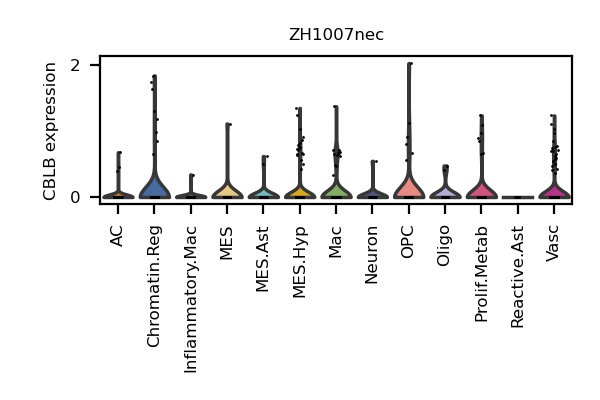 ZH1007nec
CBLB expression
2
0
AC
Chromatin.Reg
Inflammatory.Mac
MES
MES.Ast
MES.Hyp
Mac
Neuron
OPC
Oligo
Prolif.Metab
Reactive.Ast
Vasc